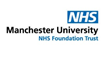 NHS
Manchester University
NHS Foundation Trust